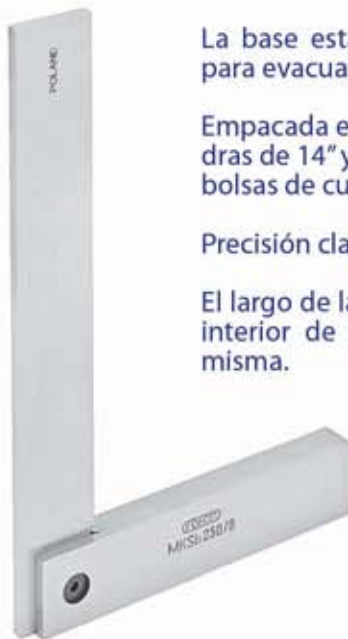 POLAND
La base est
para evacua
Empacada e
dras de 14" y
bolsas de cu
Precisión cla
El largo de la
interior de
misma.
MKSb 250/0